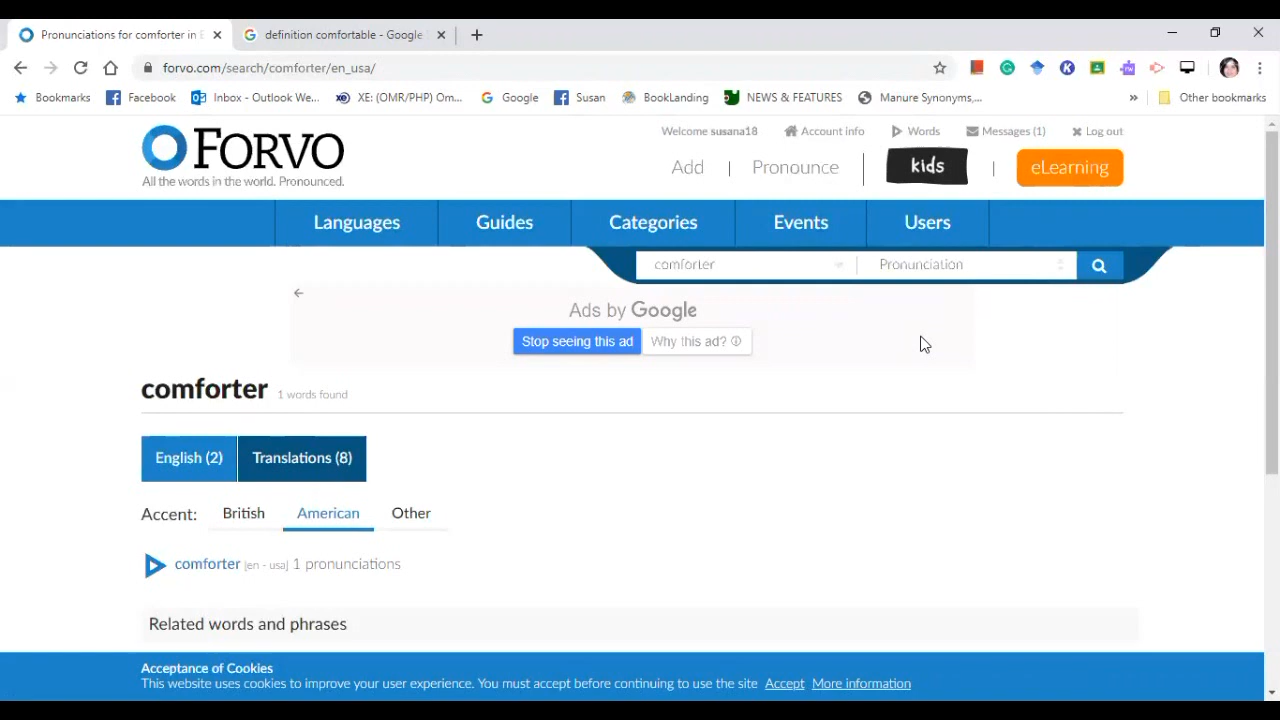 Pronunciations for comforter in E
definition comfortable - Google
forvo.com/search/comforter/en_usa/
Bookmarks Facebook Inbox - Outlook We... XE: (OMR/PHP) Om... Google Susan BookLanding NEWS & FEATURES Manure Synonyms,... » Other bookmarks
FORVO
All the words in the world. Pronounced.
Welcome susana18 Account info Words Messages (1) Log out
Add | Pronounce | kids | eLearning
Languages Guides Categories Events Users
comforter Pronunciation
Ads by Google
Stop seeing this ad Why this ad?
comforter 1 words found
English (2) Translations (8)
Accent: British American Other
comforter [en - usa] 1 pronunciations
Related words and phrases
Acceptance of Cookies
This website uses cookies to improve your user experience. You must accept before continuing to use the site Accept More information